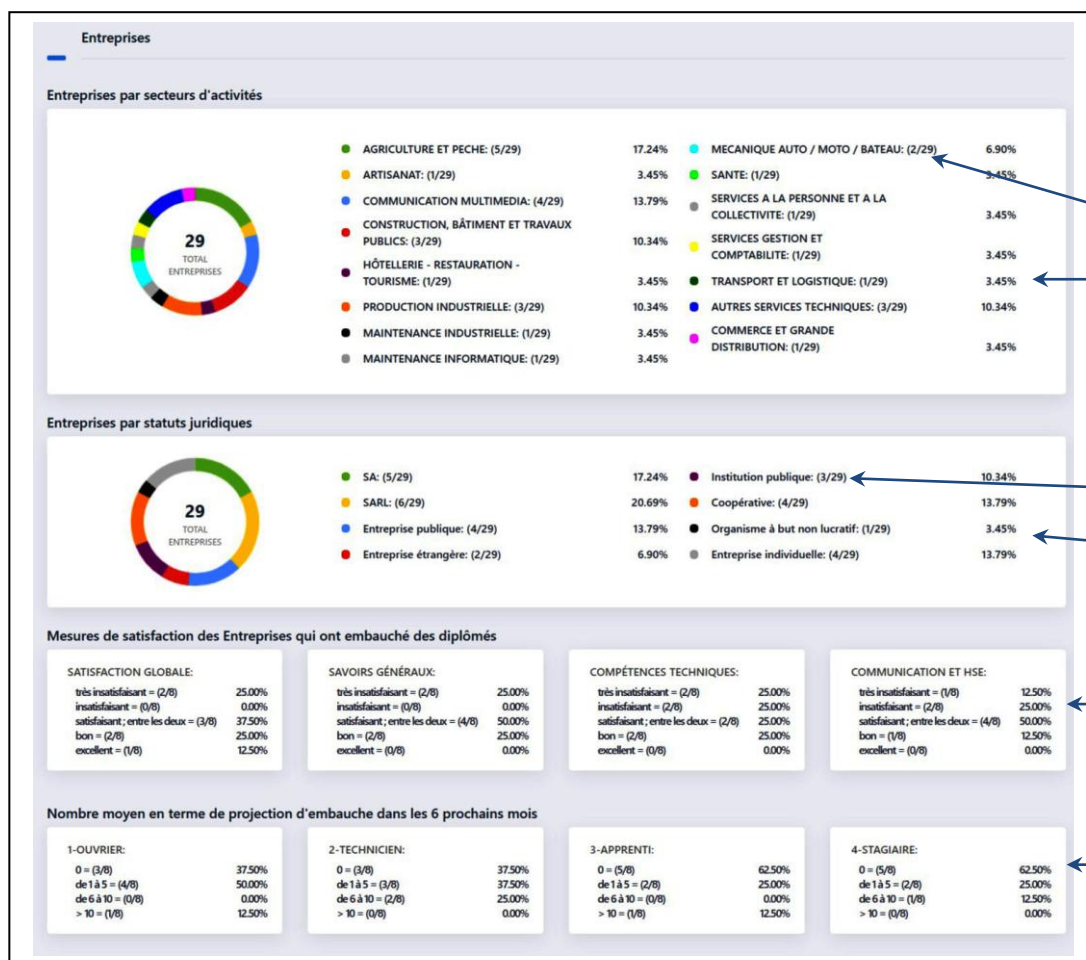 Entreprises
Entreprises par secteurs d'activités
29
TOTAL
ENTREPRISES
AGRICULTURE ET PECHE: (5/29) 17.24%
ARTISANAT: (1/29) 3.45%
COMMUNICATION MULTIMEDIA: (4/29) 13.79%
CONSTRUCTION, BÂTIMENT ET TRAVAUX
PUBLICS: (3/29) 10.34%
HÔTELLERIE - RESTAURATION -
TOURISME: (1/29) 3.45%
PRODUCTION INDUSTRIELLE: (3/29) 10.34%
MAINTENANCE INDUSTRIELLE: (1/29) 3.45%
MAINTENANCE INFORMATIQUE: (1/29) 3.45%
MECANIQUE AUTO / MOTO / BATEAU: (2/29) 6.90%
SANTE: (1/29) 3.45%
SERVICES A LA PERSONNE ET A LA
COLLECTIVITE: (1/29) 3.45%
SERVICES GESTION ET
COMPTABILITE: (1/29) 3.45%
TRANSPORT ET LOGISTIQUE: (1/29) 3.45%
AUTRES SERVICES TECHNIQUES: (3/29) 10.34%
COMMERCE ET GRANDE
DISTRIBUTION: (1/29) 3.45%
Entreprises par statuts juridiques
29
TOTAL
ENTREPRISES
SA: (5/29) 17.24%
SARL: (6/29) 20.69%
Entreprise publique: (4/29) 13.79%
Entreprise étrangère: (2/29) 6.90%
Institution publique: (3/29) 10.34%
Coopérative: (4/29) 13.79%
Organisme à but non lucratif: (1/29) 3.45%
Entreprise individuelle: (4/29) 13.79%
Mesures de satisfaction des Entreprises qui ont embauché des diplômés
SATISFACTION GLOBALE:
très insatisfaisant = (2/8) 25.00%
insatisfaisant = (0/8) 0.00%
satisfaisant ; entre les deux = (3/8) 37.50%
bon = (2/8) 25.00%
excellent = (1/8) 12.50%
SAVOIRS GÉNÉRAUX:
très insatisfaisant = (2/8) 25.00%
insatisfaisant = (0/8) 0.00%
satisfaisant ; entre les deux = (4/8) 50.00%
bon = (2/8) 25.00%
excellent = (0/8) 0.00%
COMPÉTENCES TECHNIQUES:
très insatisfaisant = (2/8) 25.00%
insatisfaisant = (2/8) 25.00%
satisfaisant ; entre les deux = (2/8) 25.00%
bon = (2/8) 25.00%
excellent = (0/8) 0.00%
COMMUNICATION ET HSE:
très insatisfaisant = (1/8) 12.50%
insatisfaisant = (2/8) 25.00%
satisfaisant ; entre les deux = (4/8) 50.00%
bon = (1/8) 12.50%
excellent = (0/8) 0.00%
Nombre moyen en terme de projection d'embauche dans les 6 prochains mois
1-OUVRIER:
0 = (3/8) 37.50%
de 1 à 5 = (4/8) 50.00%
de 6 à 10 = (0/8) 0.00%
> 10 = (1/8) 12.50%
2-TECHNICIEN:
0 = (3/8) 37.50%
de 1 à 5 = (3/8) 37.50%
de 6 à 10 = (2/8) 25.00%
> 10 = (0/8) 0.00%
3-APPRENTI:
0 = (5/8) 62.50%
de 1 à 5 = (2/8) 25.00%
de 6 à 10 = (0/8) 0.00%
> 10 = (1/8) 12.50%
4-STAGIAIRE:
0 = (5/8) 62.50%
de 1 à 5 = (2/8) 25.00%
de 6 à 10 = (1/8) 12.50%
> 10 = (0/8) 0.00%